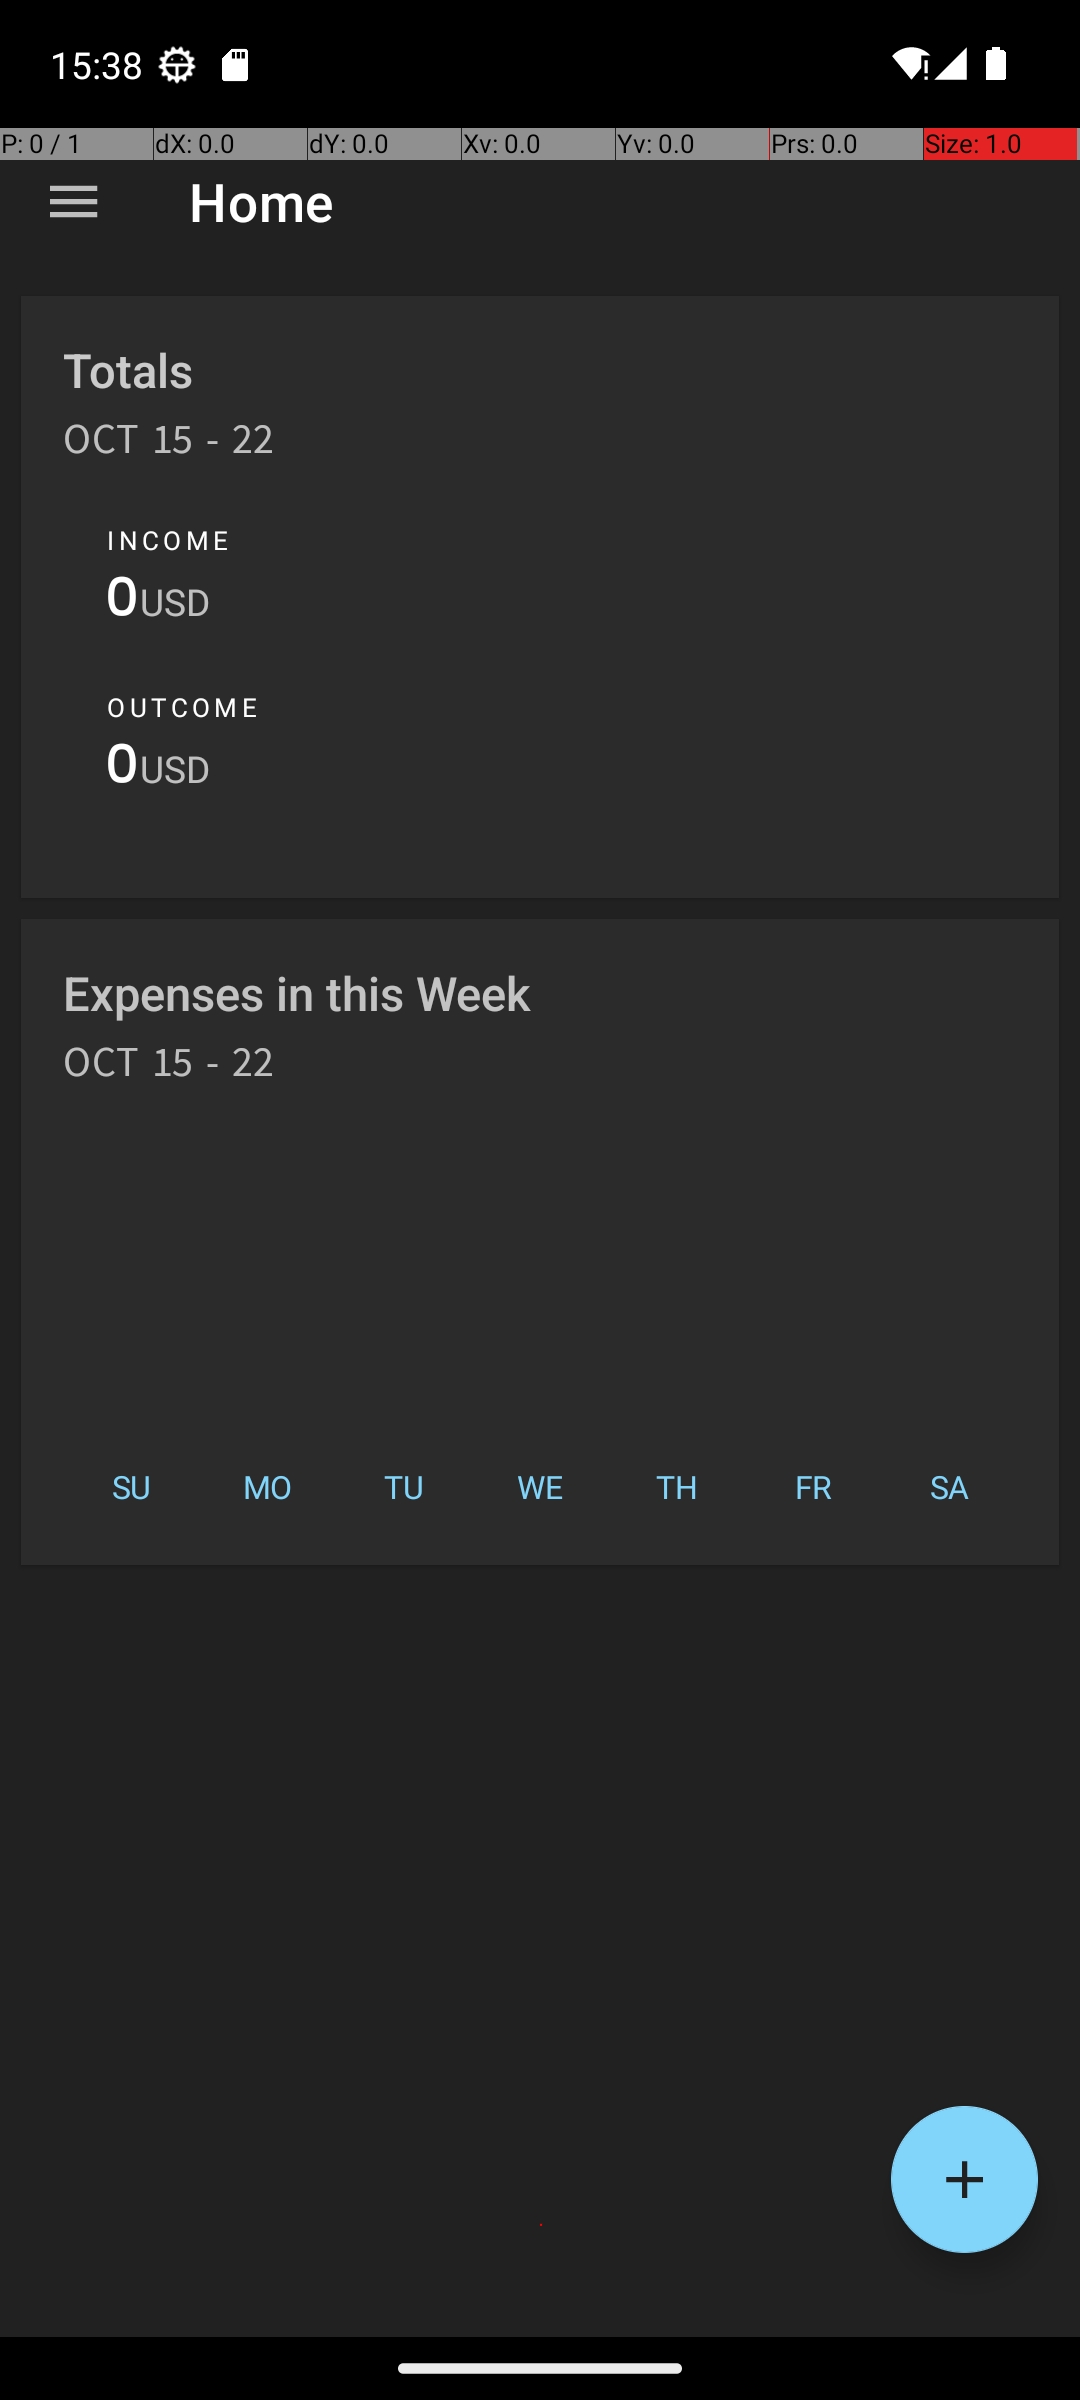 15:38
P: 0 / 1 dX: 0.0 dY: 0.0 Xv: 0.0 Yv: 0.0 Prs: 0.0 Size: 1.0
Home
Totals
OCT 15 - 22
INCOME
0USD
OUTCOME
0USD
Expenses in this Week
OCT 15 - 22
SU MO TU WE TH FR SA